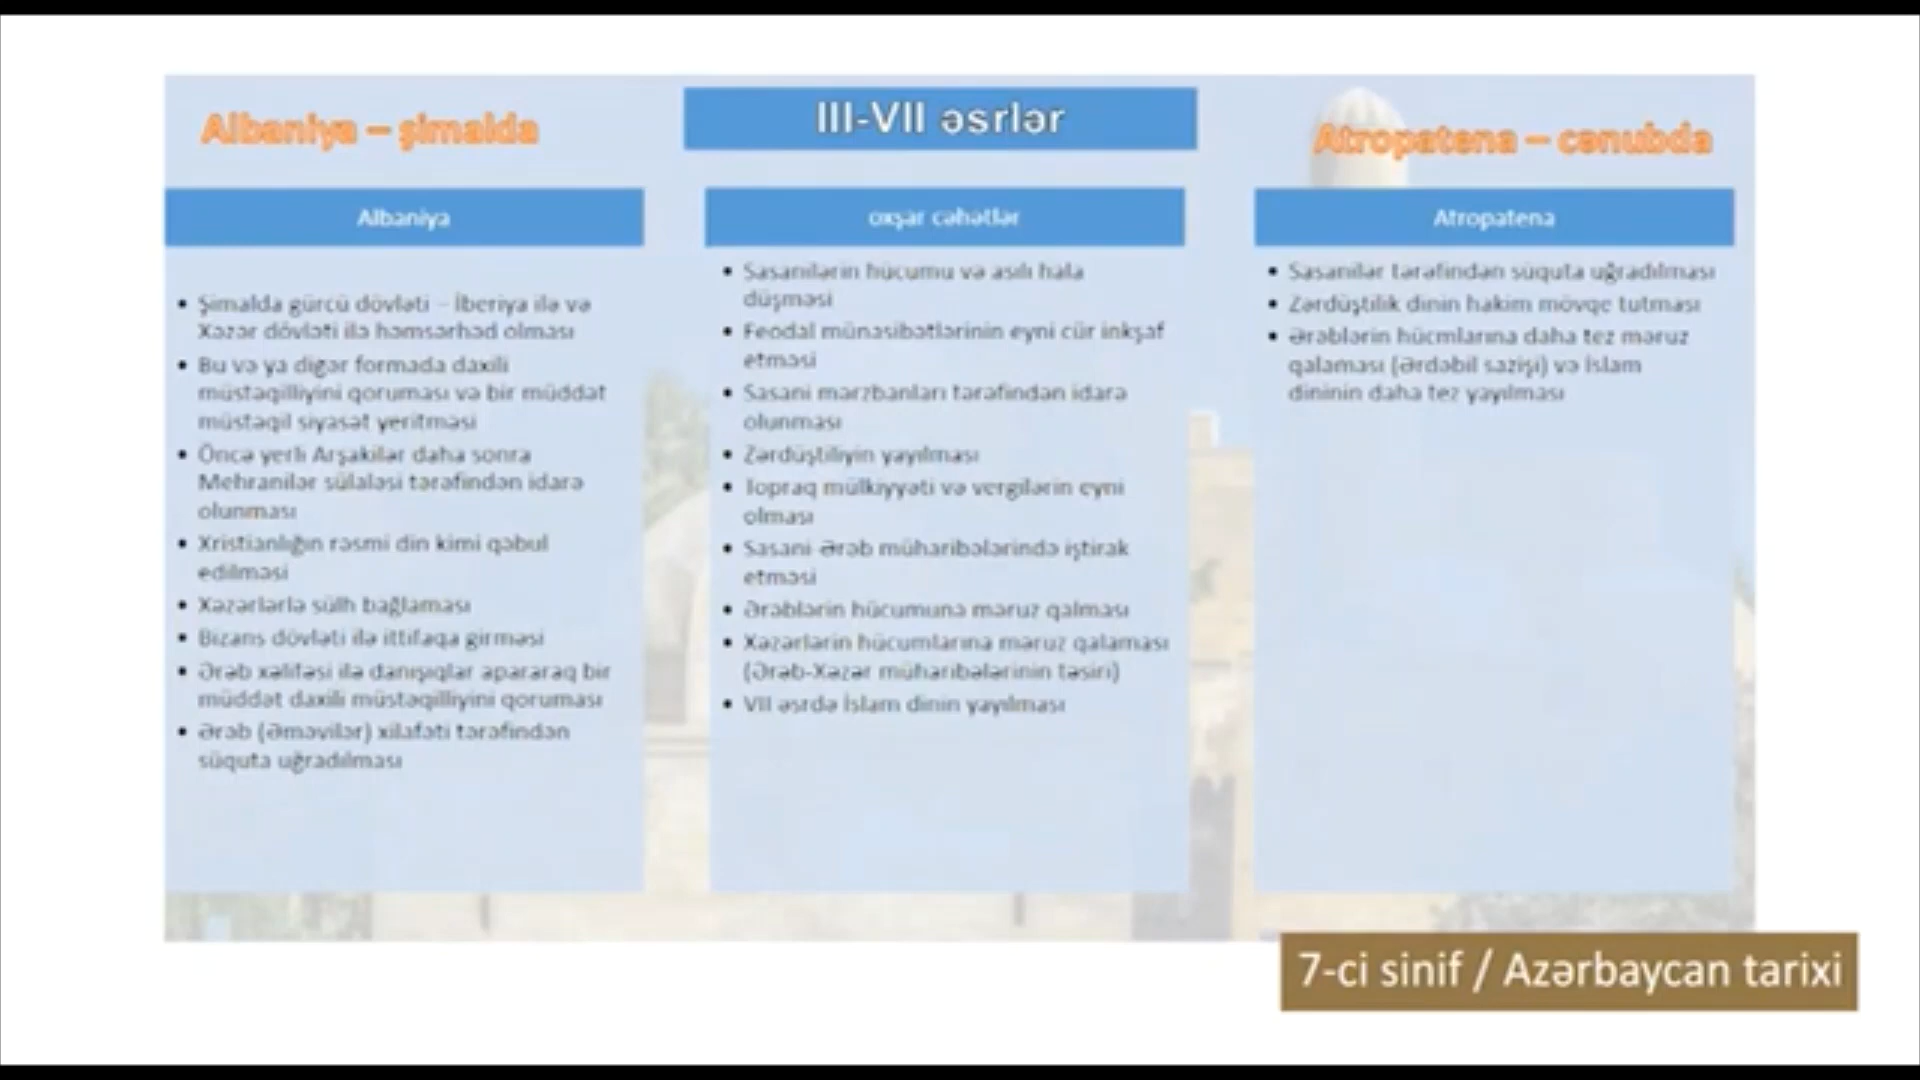 Albaniya – şimalda
III-VII əsrlər
Atropatena – cənubda
Albaniya
• Şimalda gürcü dövləti – İberiya ilə və
Xəzər dövləti ilə həmsərhəd olması
• Bu və ya digər formada daxili
müstəqilliyini qoruması və bir müddət
müstəqil siyasət yeritməsi
• Öncə yerli Arşakilər daha sonra
Mehranilər sülaləsi tərəfindən idarə
olunması
• Xristianlığın rəsmi din kimi qəbul
edilməsi
• Xəzərlərlə sülh bağlaması
• Bizans dövləti ilə ittifaqa girməsi
• Ərəb xəlifəsi ilə danışıqlar apararaq bir
müddət daxili müstəqilliyini qoruması
• Ərəb (Əməvilər) xilafəti tərəfindən
süquta uğradılması
oxşar cəhətlər
• Sasanilərin hücumu və asılı hala
düşməsi
• Feodal münasibətlərinin eyni cür inkşaf
etməsi
• Sasani mərzbanları tərəfindən idarə
olunması
• Zərdüştiliyin yayılması
• Topraq mülkiyyəti və vergilərin eyni
olması
• Sasani-Ərəb müharibələrində iştirak
etməsi
• Ərəblərin hücumuna məruz qalması
• Xəzərlərin hücumlarına məruz qalaması
(Ərəb-Xəzər müharibələrinin təsiri)
• VII əsrdə İslam dinin yayılması
Atropatena
• Sasanilər tərəfindən süquta uğradılması
• Zərdüştilik dinin hakim mövqe tutması
• Ərəblərin hücmlarına daha tez məruz
qalaması (Ərdəbil sazişi) və İslam
dininin daha tez yayılması
7-ci sinif / Azərbaycan tarixi